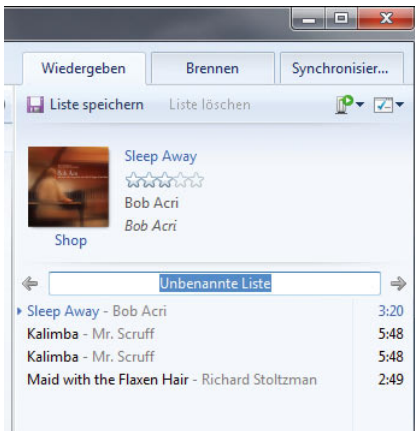 Wiedergeben Brennen Synchronisier...
Liste speichern Liste löschen
Sleep Away
Bob Acri
Bob Acri
Bob Acri
Shop
Unbenannte Liste
Sleep Away - Bob Acri 3:20
Kalimba - Mr. Scruff 5:48
Kalimba - Mr. Scruff 5:48
Maid with the Flaxen Hair - Richard Stoltzman 2:49